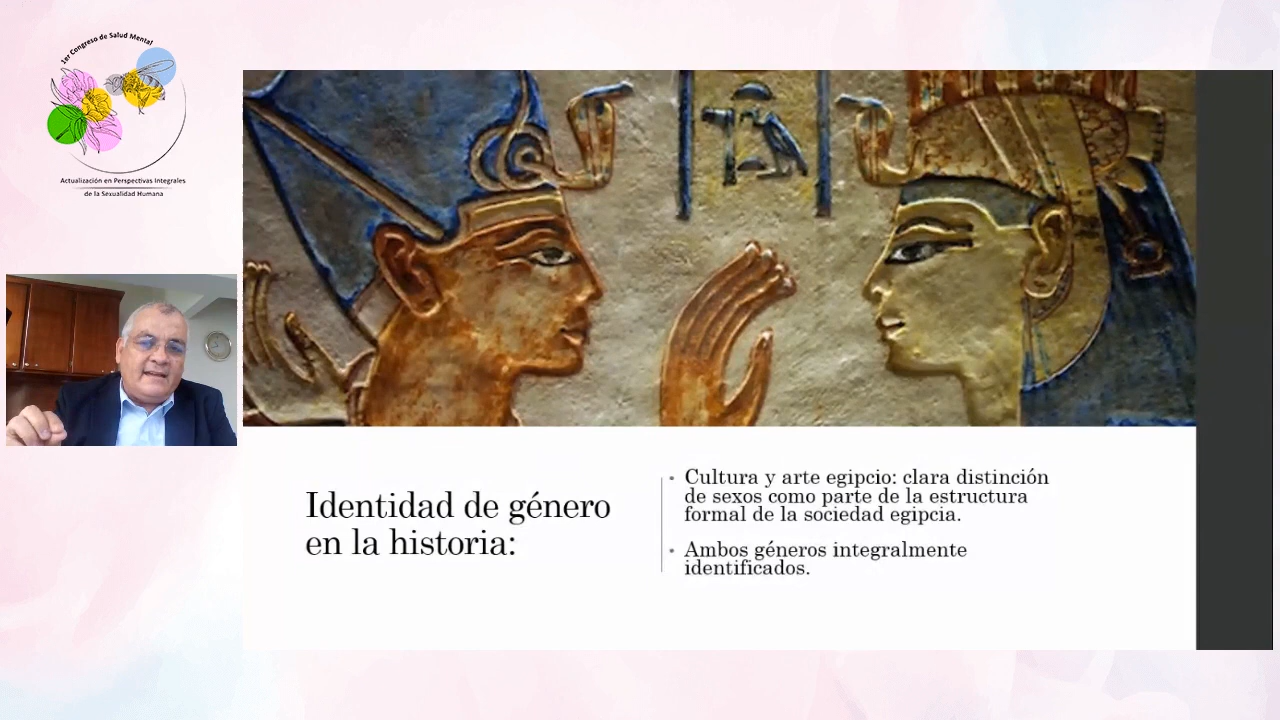 1er Congreso de Salud Mental
Actualización en Perspectivas Integrales
de la Sexualidad Humana
Identidad de género
en la historia:
• Cultura y arte egipcio: clara distinción
de sexos como parte de la estructura
formal de la sociedad egipcia.
• Ambos géneros integralmente
identificados.